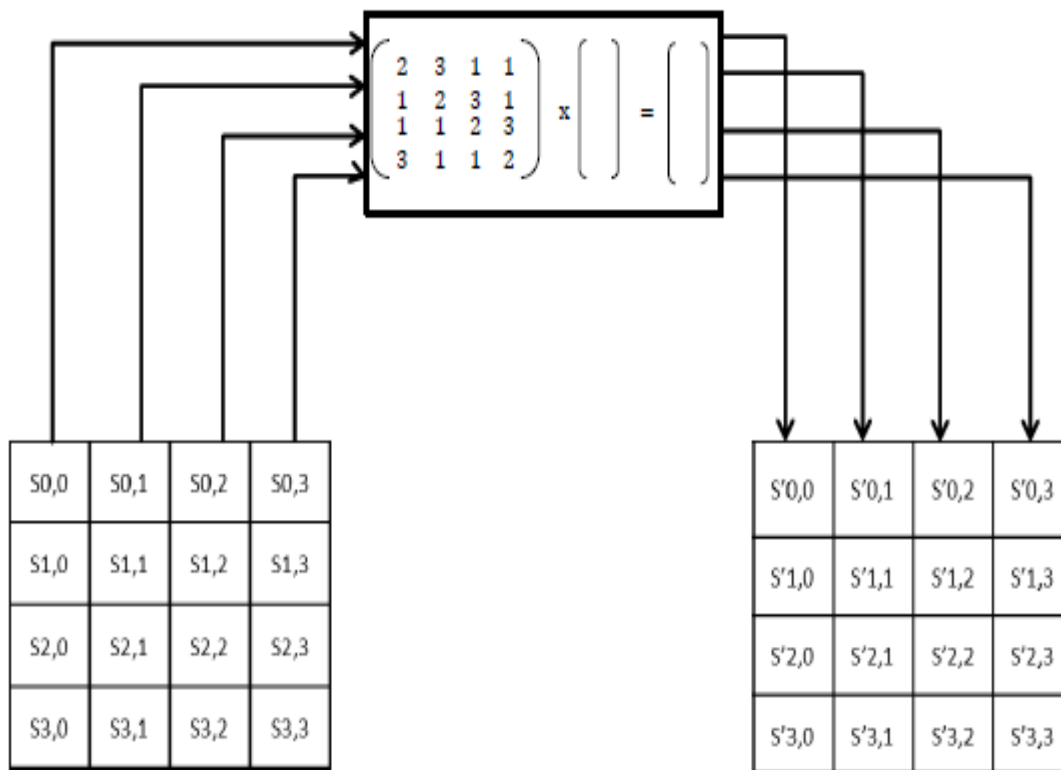 2 3 1 1
1 2 3 1
1 1 2 3
3 1 1 2
x =
S0,0 S0,1 S0,2 S0,3
S1,0 S1,1 S1,2 S1,3
S2,0 S2,1 S2,2 S2,3
S3,0 S3,1 S3,2 S3,3
S'0,0 S'0,1 S'0,2 S'0,3
S'1,0 S'1,1 S'1,2 S'1,3
S'2,0 S'2,1 S'2,2 S'2,3
S'3,0 S'3,1 S'3,2 S'3,3